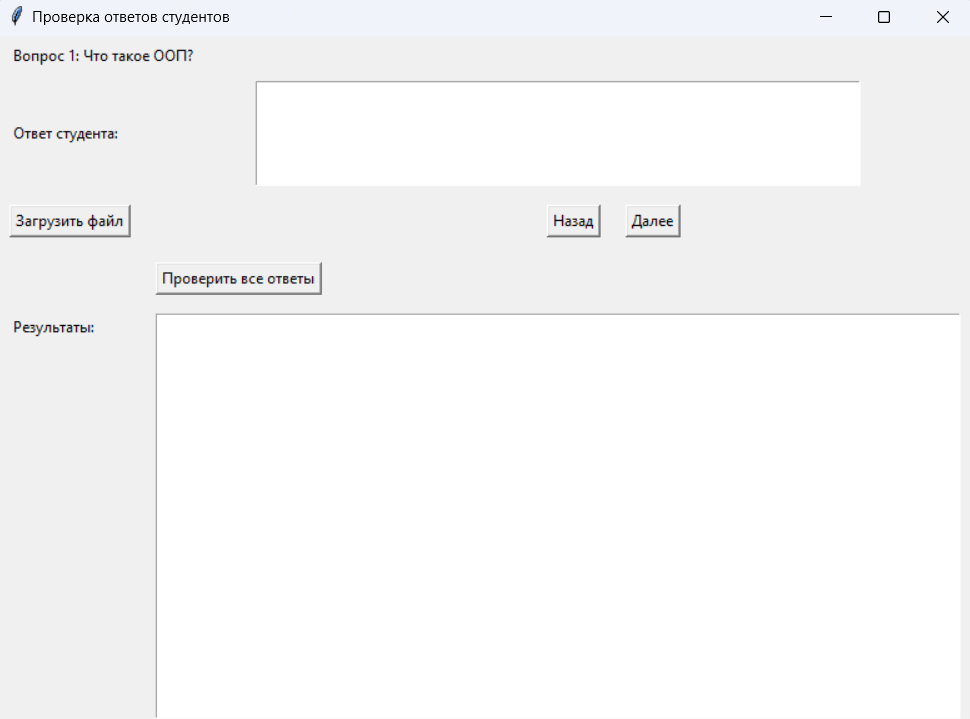 Проверка ответов студентов
Вопрос 1: Что такое ООП?
Ответ студента:
Загрузить файл
Назад
Далее
Проверить все ответы
Результаты: